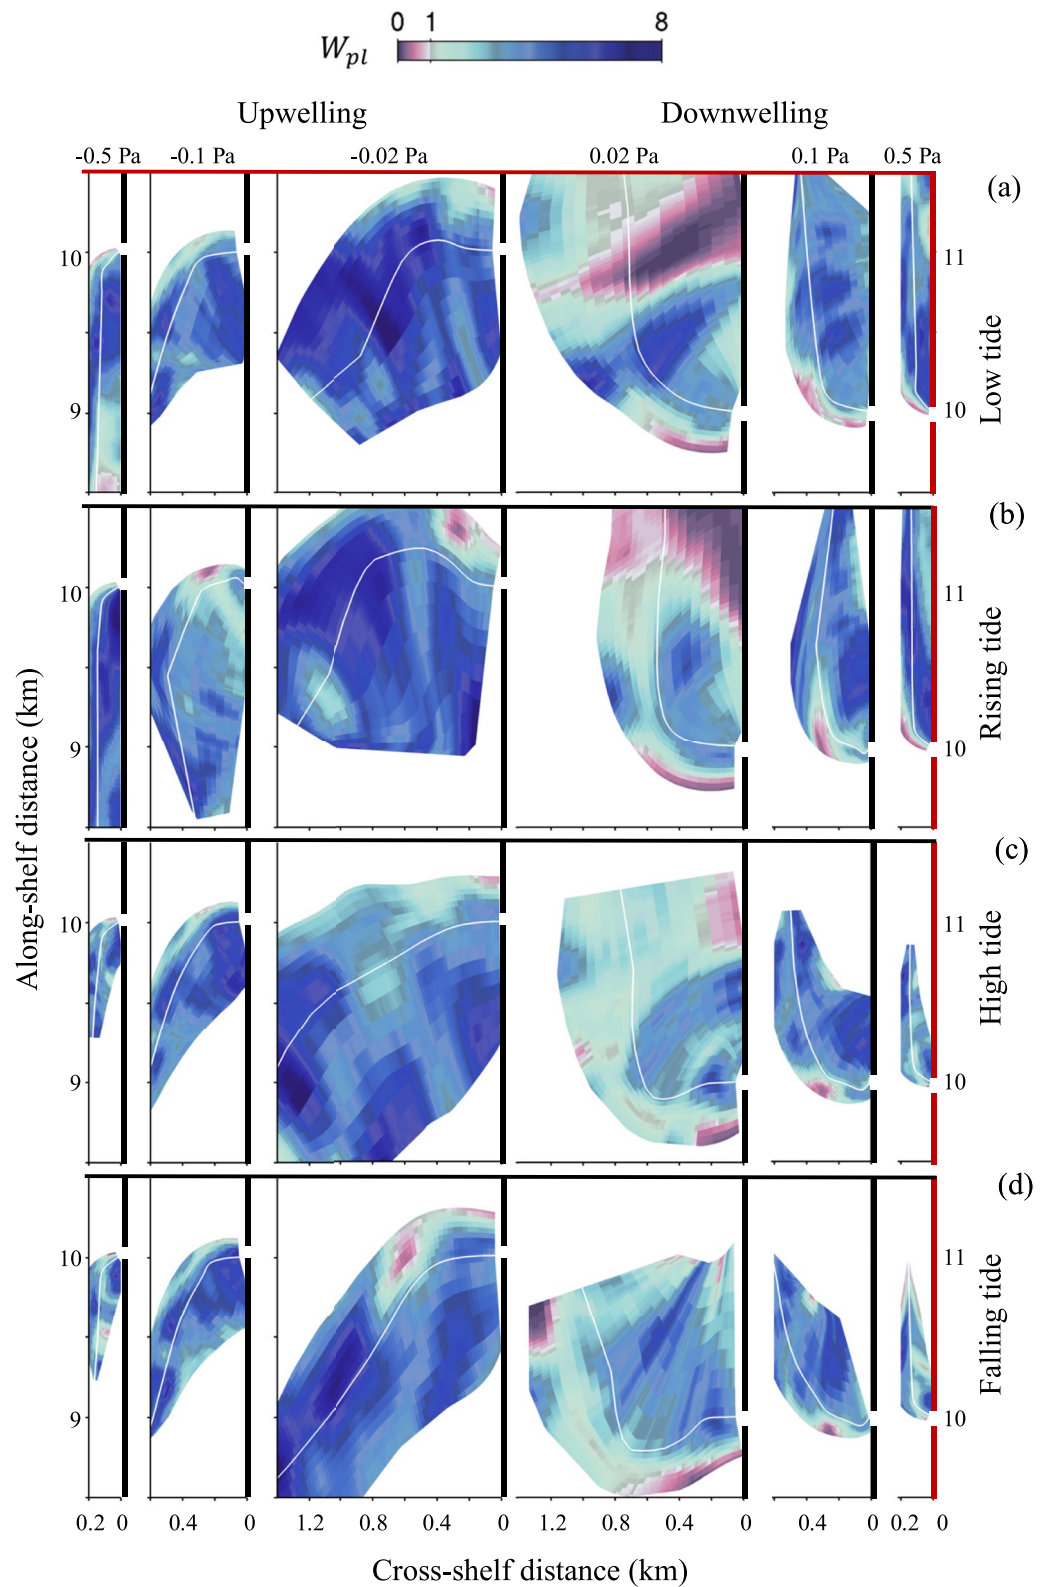 0 1 8
W_pl
Upwelling Downwelling
-0.5 Pa -0.1 Pa -0.02 Pa 0.02 Pa 0.1 Pa 0.5 Pa
(a)
10 11
Low tide
9 10
(b)
10 11
Rising tide
9 10
(c)
10 11
High tide
9 10
(d)
10 11
Falling tide
9 10
Along-shelf distance (km)
0.2 0 0.4 1.2 0.8 0.4 0 1.2 0.8 0.4 0 0.4 0 0.2 0
Cross-shelf distance (km)